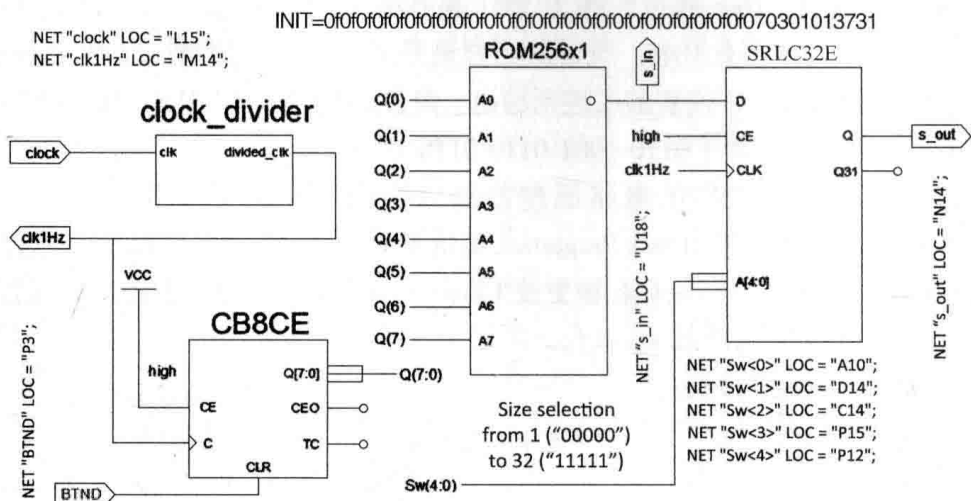 INIT=0f0f0f0f0f0f0f0f0f0f0f0f0f0f0f0f0f0f0f0f0f0f0f0f0f0f070301013731
NET "clock" LOC = "L15";
NET "clk1Hz" LOC = "M14";
ROM256x1
s_in
SRLC32E
clock_divider
clock
clk
divided_clk
clk1Hz
Q(0)
Q(1)
Q(2)
Q(3)
Q(4)
Q(5)
Q(6)
Q(7)
A0
A1
A2
A3
A4
A5
A6
A7
high
clk1Hz
D
CE
CLK
A[4:0]
Q
Q31
s_out
NET "s_in" LOC = "U18";
NET "s_out" LOC = "N14";
VCC
CB8CE
high
Q[7:0]
Q(7:0)
CE
CEO
C
TC
CLR
NET "BTND" LOC = "P3";
BTND
Size selection
from 1 ("00000")
to 32 ("11111")
Sw(4:0)
NET "Sw<0>" LOC = "A10";
NET "Sw<1>" LOC = "D14";
NET "Sw<2>" LOC = "C14";
NET "Sw<3>" LOC = "P15";
NET "Sw<4>" LOC = "P12";